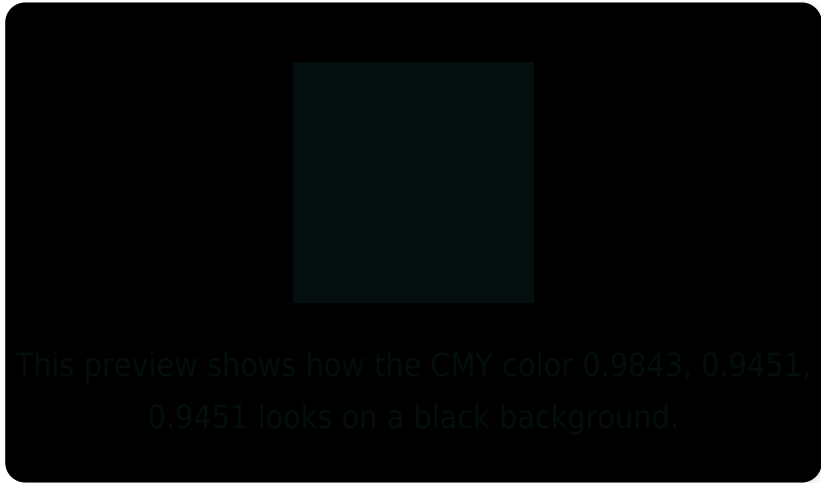 This preview shows how the CMY color 0.9843, 0.9451,
0.9451 looks on a black background.